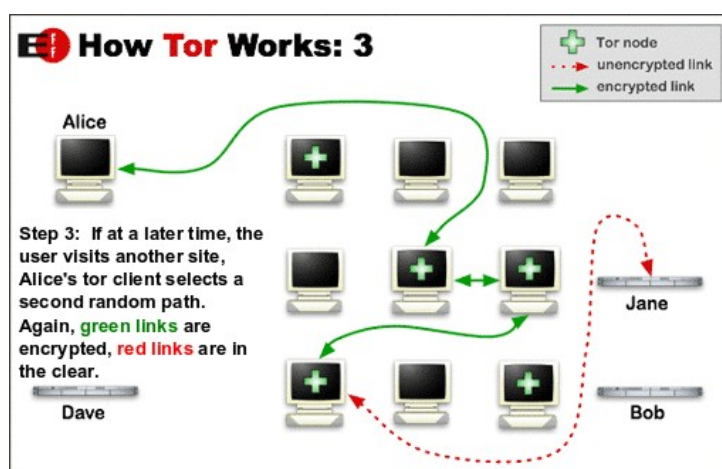 EFF How Tor Works: 3
Tor node
unencrypted link
encrypted link
Alice
Step 3: If at a later time, the
user visits another site,
Alice's tor client selects a
second random path.
Again, green links are
encrypted, red links are in
the clear.
Jane
Dave
Bob